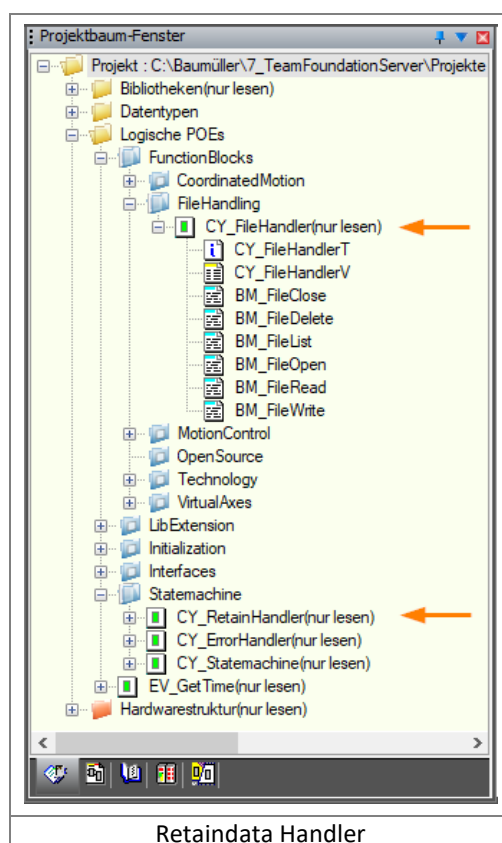 Projektbaum-Fenster
Projekt : C:\Baumüller\7_TeamFoundationServer\Projekte
Bibliotheken(nur lesen)
Datentypen
Logische POEs
FunctionBlocks
CoordinatedMotion
FileHandling
CY_FileHandler(nur lesen)
CY_FileHandlerT
CY_FileHandlerV
BM_FileClose
BM_FileDelete
BM_FileList
BM_FileOpen
BM_FileRead
BM_FileWrite
MotionControl
OpenSource
Technology
VirtualAxes
LibExtension
Initialization
Interfaces
Statemachine
CY_RetainHandler(nur lesen)
CY_ErrorHandler(nur lesen)
CY_Statemachine(nur lesen)
EV_GetTime(nur lesen)
Hardwarestruktur(nur lesen)
Retaindata Handler